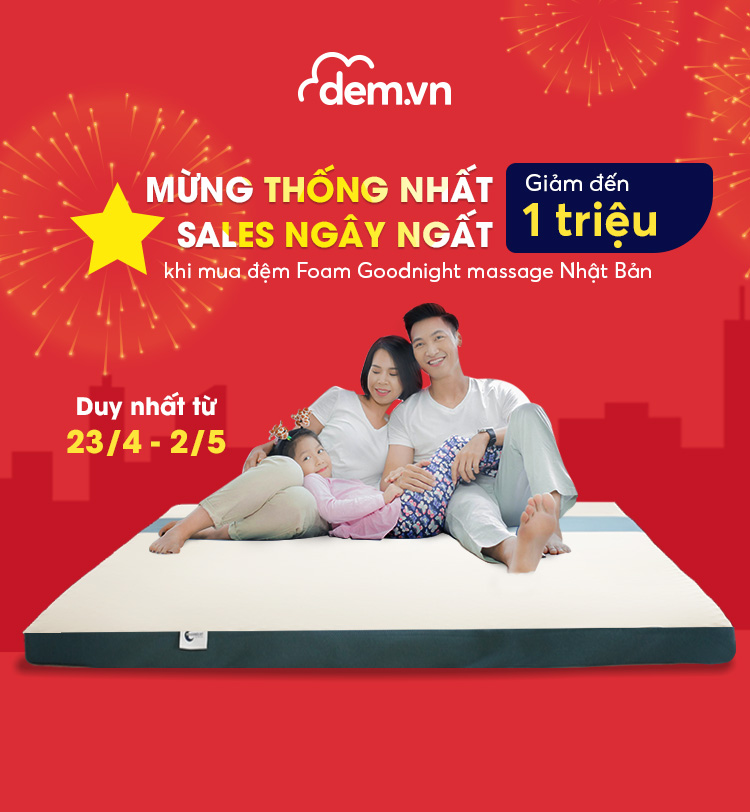 dem.vn
MỪNG THỐNG NHẤT
SALES NGÂY NGẤT
Giảm đến
1 triệu
khi mua đệm Foam Goodnight massage Nhật Bản
Duy nhất từ
23/4 - 2/5